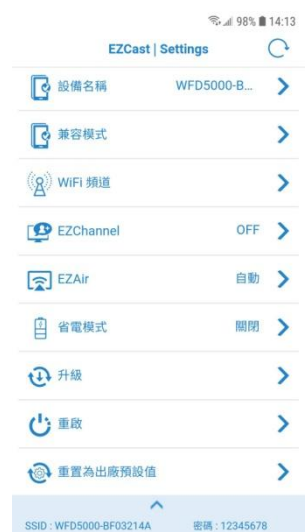 98% 14:13
EZCast | Settings
設備名稱 WFD5000-B...
兼容模式
WiFi 頻道
EZChannel OFF
EZAir 自動
省電模式 關閉
升級
重啟
重置為出廠預設值
SSID : WFD5000-BF03214A 密碼 : 12345678